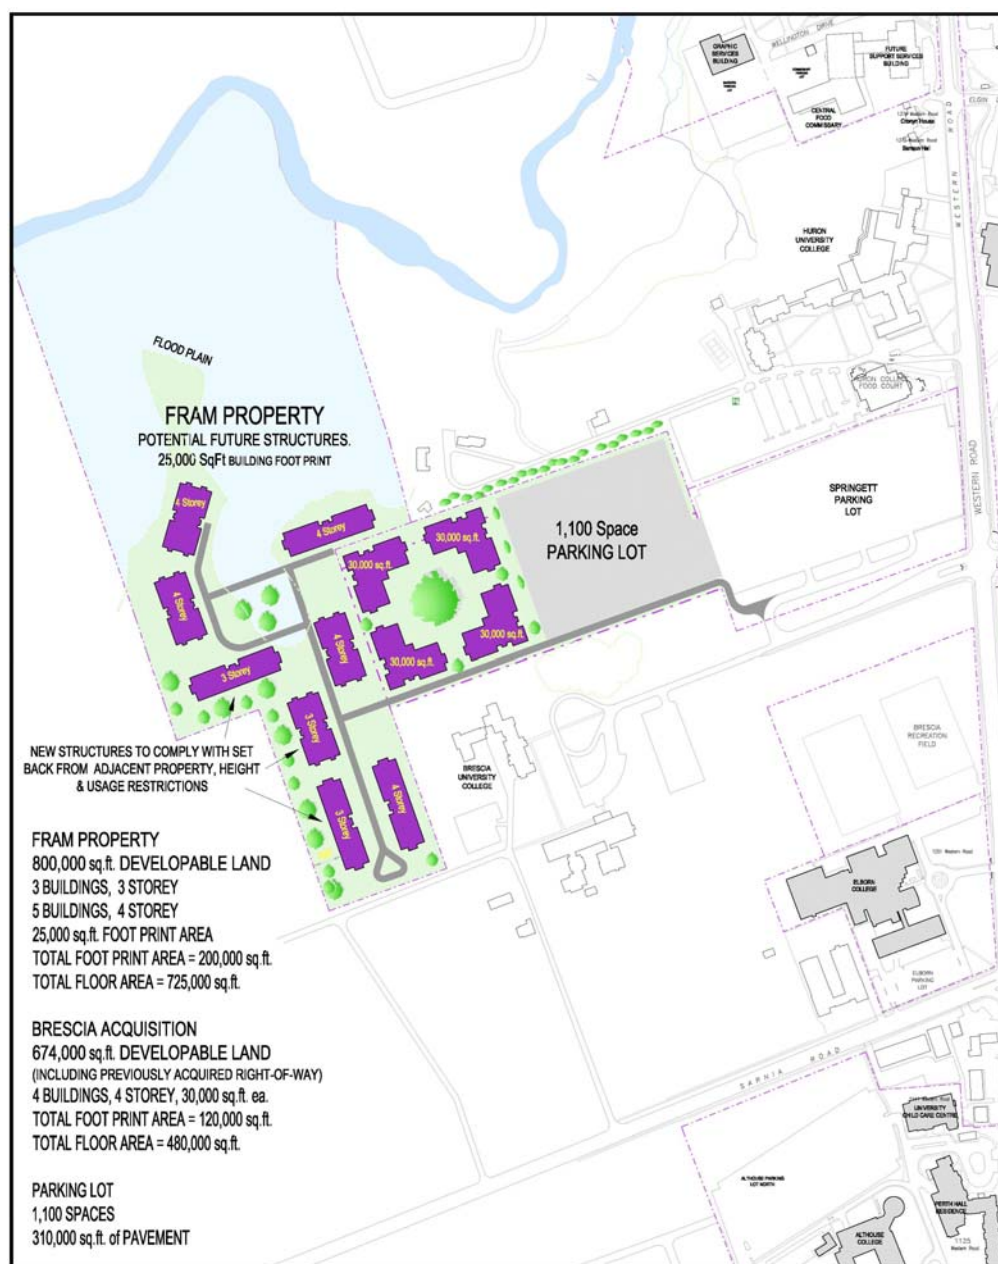 GRAPHIC
SERVICES
BUILDING
WELLINGTON DRIVE
FUTURE
SUPPORT SERVICES
BUILDING
CENTRAL
FOOD
COMMISSARY
ELGIN
WESTERN ROAD
HURON
UNIVERSITY
COLLEGE
HURON COLLEGE
FOOD COURT
FLOOD PLAIN
FRAM PROPERTY
POTENTIAL FUTURE STRUCTURES.
25,000 SqFt BUILDING FOOT PRINT
WESTERN ROAD
SPRINGETT
PARKING
LOT
1,100 Space
PARKING LOT
4 Storey
4 Storey
30,000 sq.ft.
30,000 sq.ft.
4 Storey
4 Storey
30,000 sq.ft.
30,000 sq.ft.
3 Storey
3 Storey
4 Storey
3 Storey
NEW STRUCTURES TO COMPLY WITH SET
BACK FROM ADJACENT PROPERTY, HEIGHT
& USAGE RESTRICTIONS
BRESCIA
UNIVERSITY
COLLEGE
BRESCIA
RECREATION
FIELD
FRAM PROPERTY
800,000 sq.ft. DEVELOPABLE LAND
3 BUILDINGS, 3 STOREY
5 BUILDINGS, 4 STOREY
25,000 sq.ft. FOOT PRINT AREA
TOTAL FOOT PRINT AREA = 200,000 sq.ft.
TOTAL FLOOR AREA = 725,000 sq.ft.
ELBORN
COLLEGE
ELBORN
PARKING
LOT
BRESCIA ACQUISITION
674,000 sq.ft. DEVELOPABLE LAND
(INCLUDING PREVIOUSLY ACQUIRED RIGHT-OF-WAY)
4 BUILDINGS, 4 STOREY, 30,000 sq.ft. ea.
TOTAL FOOT PRINT AREA = 120,000 sq.ft.
TOTAL FLOOR AREA = 480,000 sq.ft.
SARNIA ROAD
UNIVERSITY
CHILD CARE CENTRE
PARKING LOT
1,100 SPACES
310,000 sq.ft. of PAVEMENT
ALTHOUSE PARKING
LOT NORTH
PERTH HALL
RESIDENCE
ALTHOUSE
COLLEGE
1125
Western Road